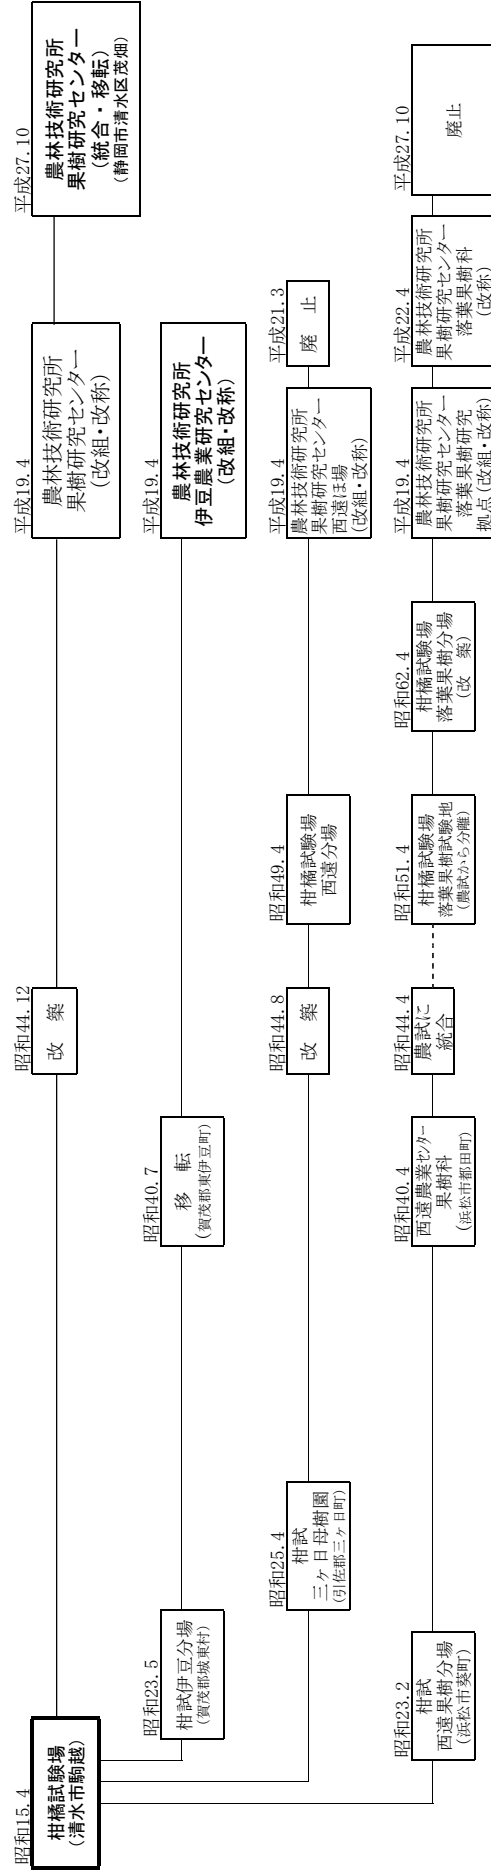 昭和15.4
柑橘試験場
(清水市駒越)
昭和44.12
改　築
平成19.4
農林技術研究所
果樹研究センター
(改組・改称)
平成27.10
農林技術研究所
果樹研究センター
(統合・移転)
(静岡市清水区茂畑)
昭和23.5
柑試伊豆分場
(賀茂郡城東村)
昭和40.7
移　転
(賀茂郡東伊豆町)
平成19.4
農林技術研究所
伊豆農業研究センター
(改組・改称)
昭和25.4
柑試
三ヶ日母樹園
(引佐郡三ヶ日町)
昭和44.8
改　築
昭和49.4
柑橘試験場
西遠分場
平成19.4
農林技術研究所
果樹研究センター
西遠ほ場
(改組・改称)
平成21.3
廃　止
昭和23.2
柑試
西遠果樹分場
(浜松市葵町)
昭和40.4
西遠農業センター
果樹科
(浜松市都田町)
昭和44.4
農試に
統合
昭和51.4
柑橘試験場
落葉果樹試験地
(農試から分離)
昭和62.4
柑橘試験場
落葉果樹分場
(改　築)
平成19.4
農林技術研究所
果樹研究センター
落葉果樹研究
拠点(改組・改称)
平成22.4
農林技術研究所
果樹研究センター
落葉果樹科
(改称)
平成27.10
廃止